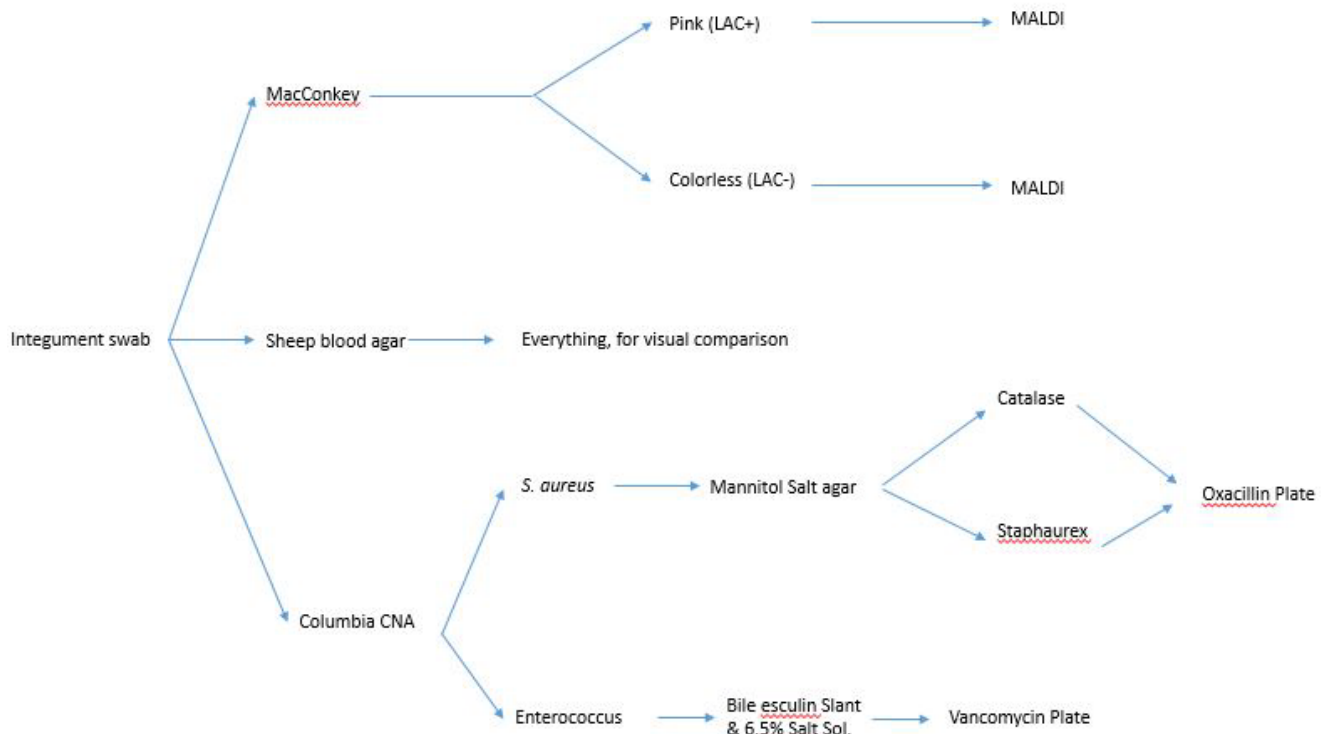 Pink (LAC+)
MALDI
MacConkey
Colorless (LAC-)
MALDI
Integument swab
Sheep blood agar
Everything, for visual comparison
Catalase
S. aureus
Mannitol Salt agar
Oxacillin Plate
Staphaurex
Columbia CNA
Enterococcus
Bile esculin Slant
& 6.5% Salt Sol.
Vancomycin Plate